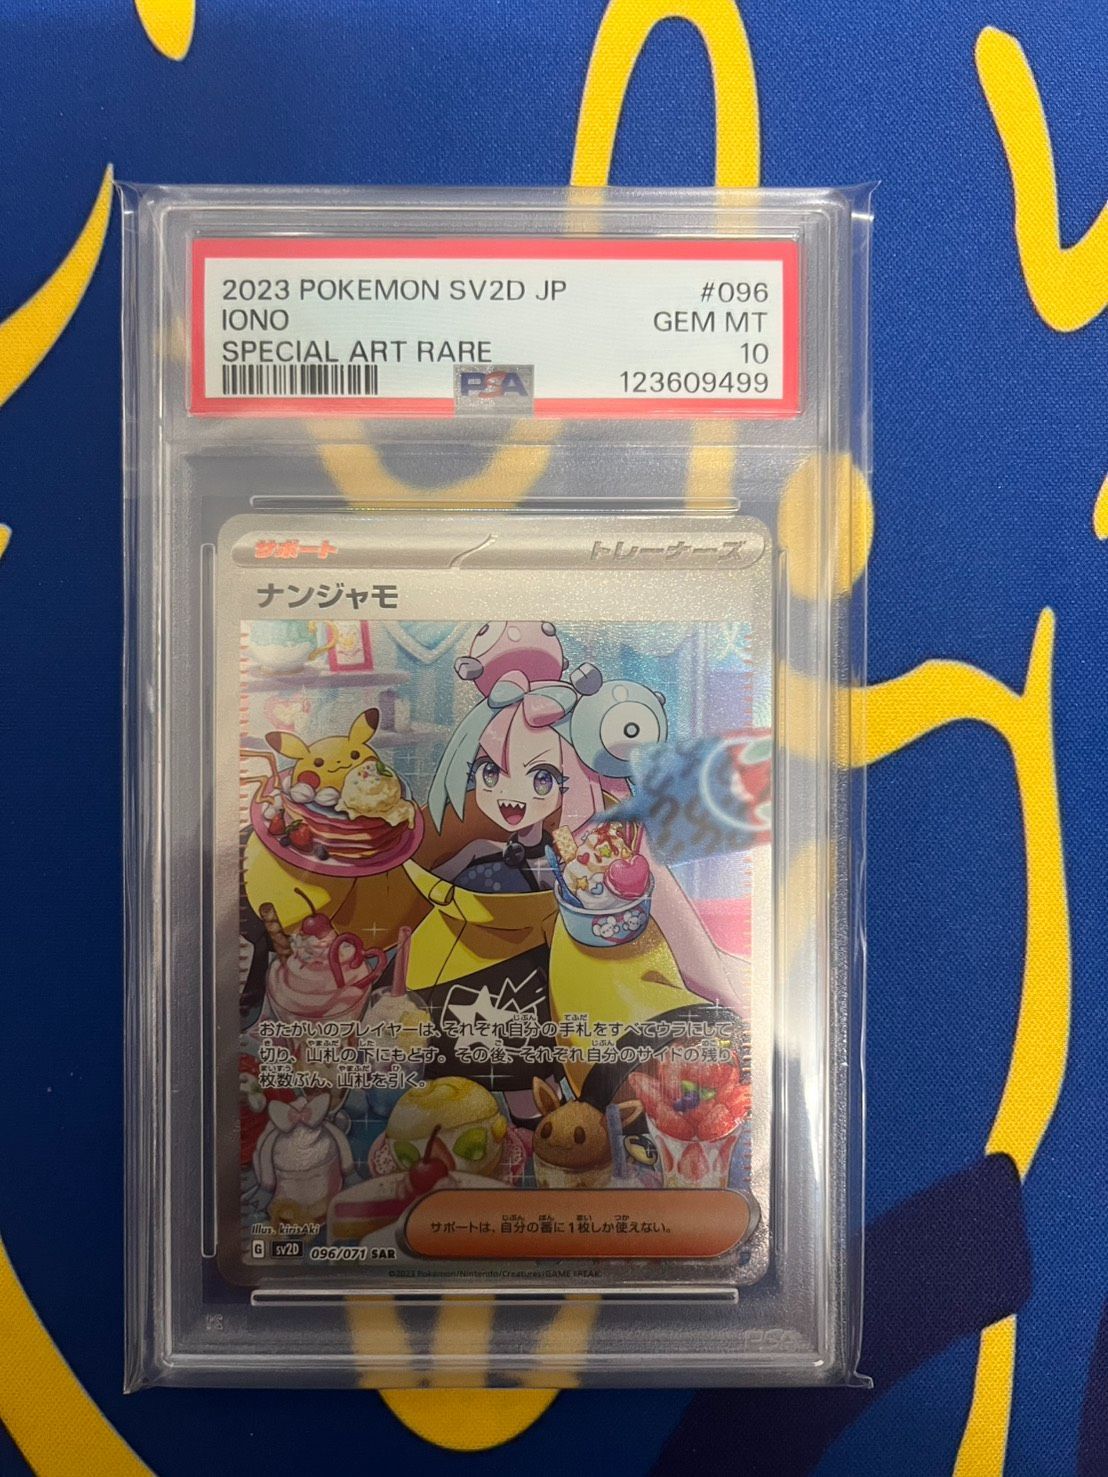 2023 POKEMON SV2D JP #096
IONO GEM MT
SPECIAL ART RARE 10
PSA 123609499
サポート トレーナーズ
ナンジャモ
おたがいのプレイヤーは、それぞれ自分の手札をすべてウラにして
切り、山札の下にもどす。その後、それぞれ自分のサイドの残り
枚数ぶん、山札を引く。
サポートは、自分の番に1枚しか使えない。
Illus. kirisAki
G SV2D 096/071 SAR
©2023 Pokémon/Nintendo/Creatures/GAME FREAK.
PSA